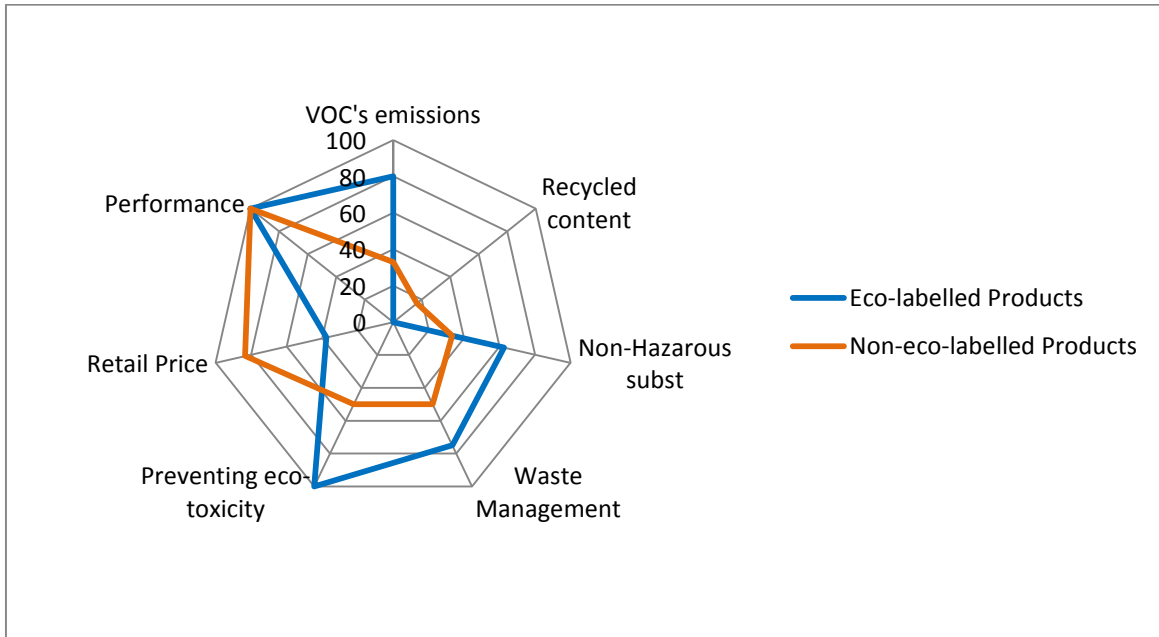 VOC's emissions
100
80
60
40
20
0
Recycled
content
Non-Hazarous
subst
Waste
Management
Preventing eco-
toxicity
Retail Price
Performance
Eco-labelled Products
Non-eco-labelled Products